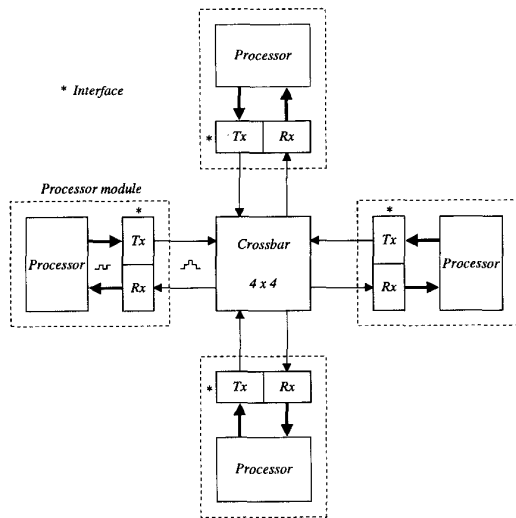 Processor
* Interface
* Tx Rx
Processor module
*
*
Processor
Tx
Rx
Crossbar
4 x 4
Tx
Rx
Processor
* Tx Rx
Processor